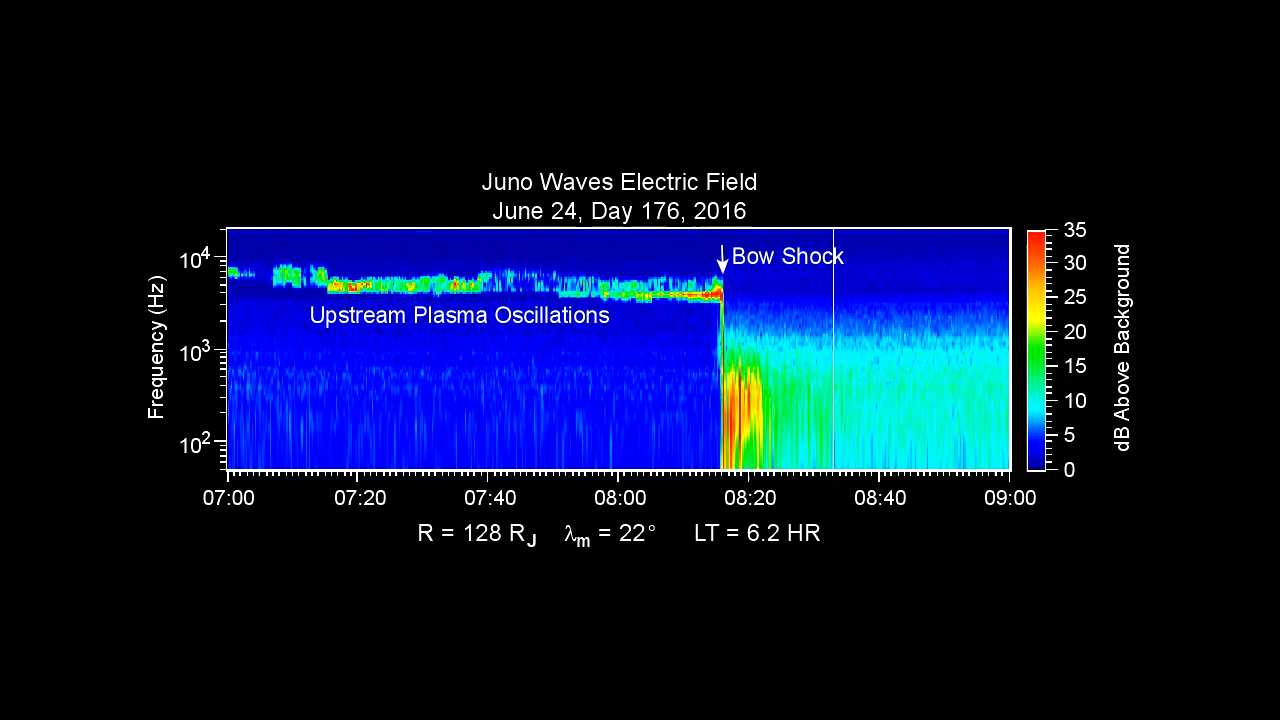 Juno Waves Electric Field
June 24, Day 176, 2016
Bow Shock
Upstream Plasma Oscillations
Frequency (Hz)
10⁴
10³
10²
07:00 07:20 07:40 08:00 08:20 08:40 09:00
35
30
25
20
15
10
5
0
dB Above Background
R = 128 R_J λ_m = 22° LT = 6.2 HR